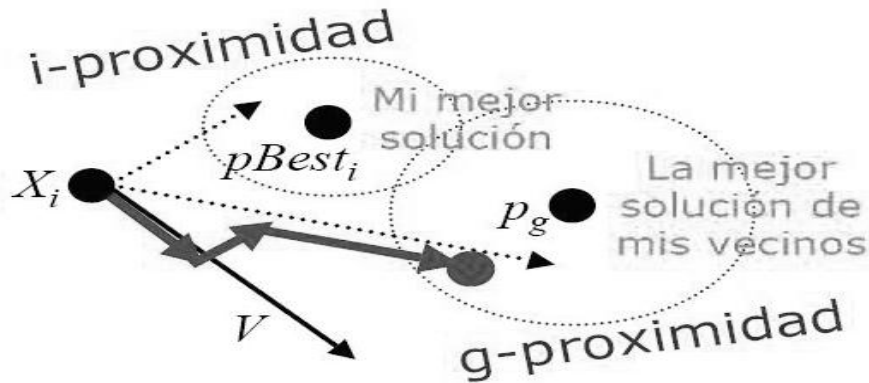 i-proximidad
Mi mejor
solución
pBest_i
X_i
La mejor
solución de
mis vecinos
p_g
V
g-proximidad